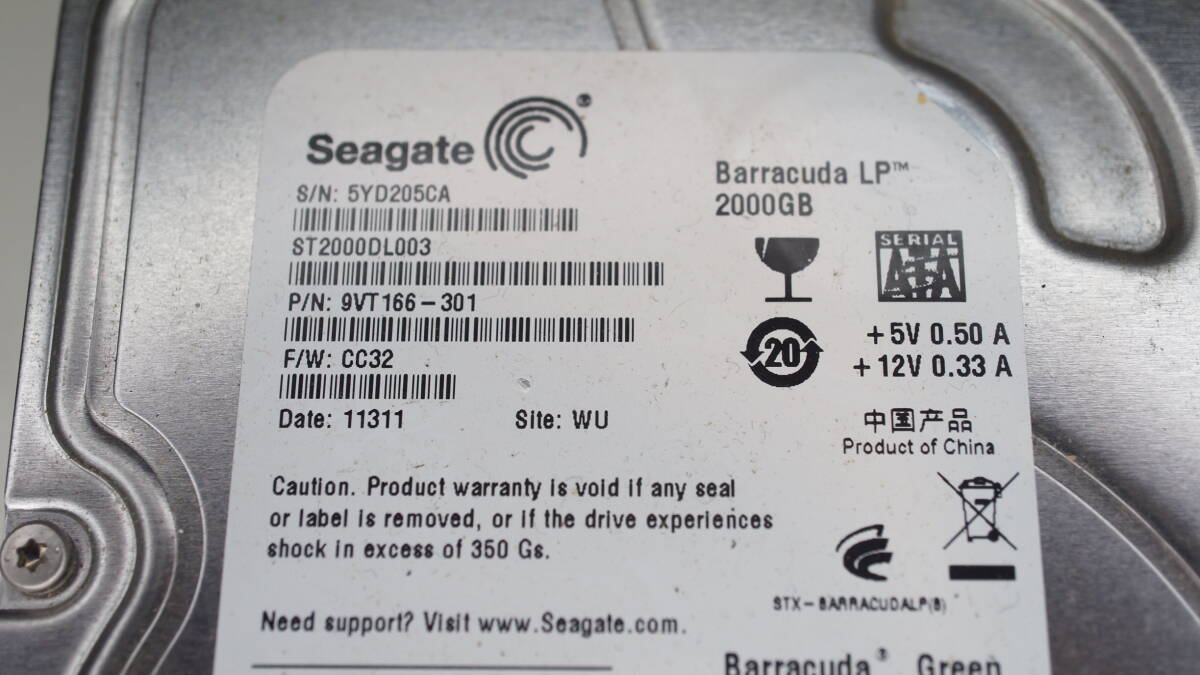 Seagate
S/N: 5YD205CA
ST2000DL003
P/N: 9VT166-301
F/W: CC32
Date: 11311 Site: WU
Barracuda LP™
2000GB
SERIAL
ATA
20
+5V 0.50 A
+12V 0.33 A
中国产品
Product of China
Caution. Product warranty is void if any seal
or label is removed, or if the drive experiences
shock in excess of 350 Gs.
STX-BARRACUDALP(B)
Need support? Visit www.Seagate.com.
Barracuda® Green